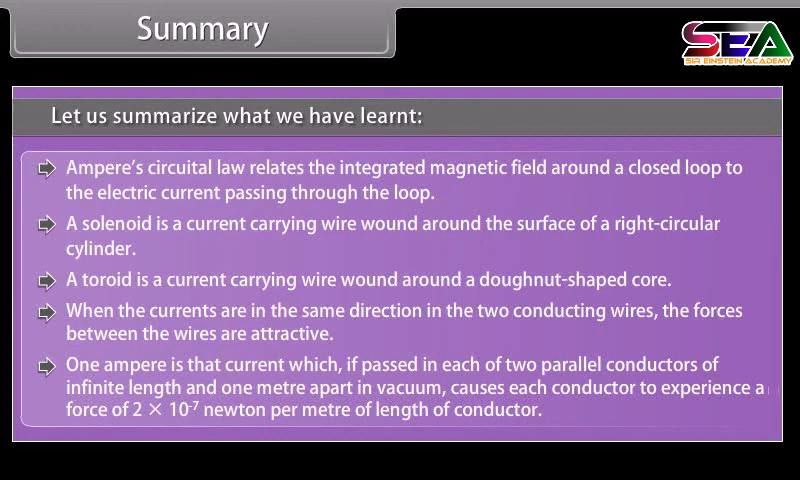 Summary
SEA
SIR EINSTEIN ACADEMY
Let us summarize what we have learnt:
Ampere's circuital law relates the integrated magnetic field around a closed loop to
the electric current passing through the loop.
A solenoid is a current carrying wire wound around the surface of a right-circular
cylinder.
A toroid is a current carrying wire wound around a doughnut-shaped core.
When the currents are in the same direction in the two conducting wires, the forces
between the wires are attractive.
One ampere is that current which, if passed in each of two parallel conductors of
infinite length and one metre apart in vacuum, causes each conductor to experience a
force of 2 × 10⁻⁷ newton per metre of length of conductor.